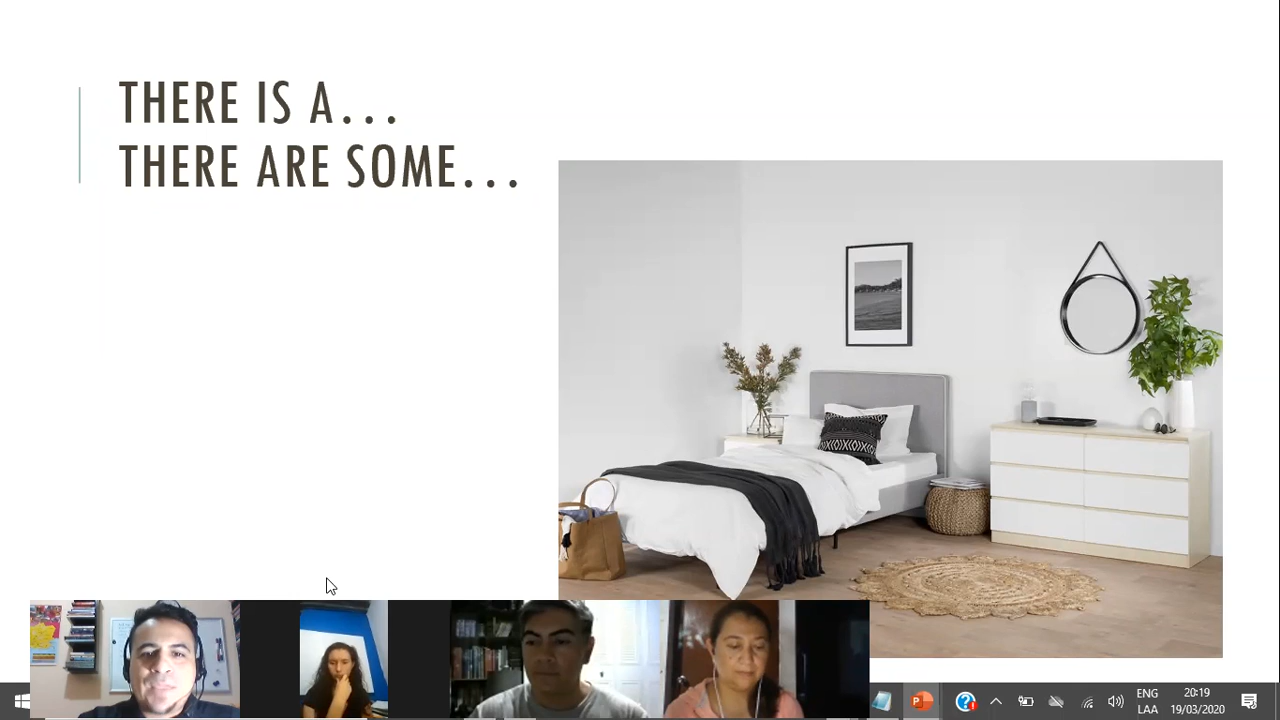 THERE IS A...
THERE ARE SOME...
ENG
LAA
20:19
19/03/2020